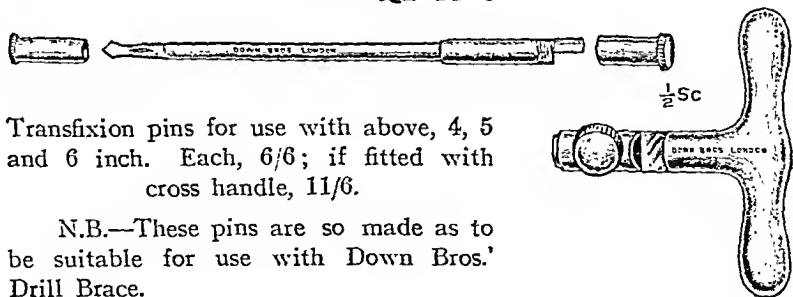 DOWN BROS LONDON
½Sc
DOWN BROS LONDON
Transfixion pins for use with above, 4, 5
and 6 inch. Each, 6/6; if fitted with
cross handle, 11/6.
N.B.—These pins are so made as to
be suitable for use with Down Bros.'
Drill Brace.